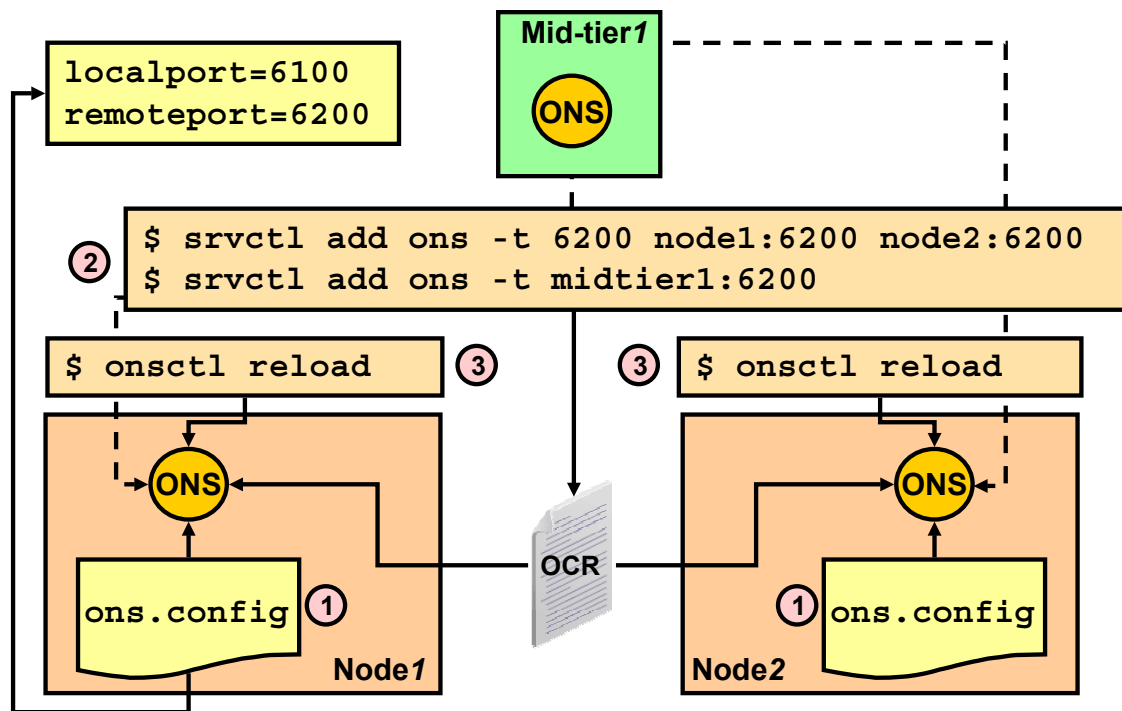 Mid-tier1
localport=6100
remoteport=6200
ONS
2
$ srvctl add ons -t 6200 node1:6200 node2:6200
$ srvctl add ons -t midtier1:6200
$ onsctl reload
3
3
$ onsctl reload
ONS
ONS
OCR
ons.config
1
1
ons.config
Node1
Node2